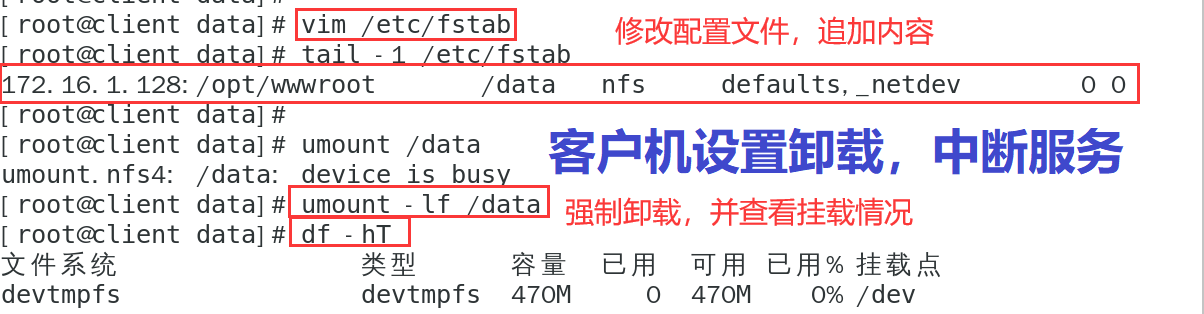 [root@client data]#
[root@client data]# vim /etc/fstab
修改配置文件，追加内容
[root@client data]# tail -1 /etc/fstab
172.16.1.128:/opt/wwwroot /data nfs defaults,_netdev 0 0
[root@client data]#
[root@client data]# umount /data
客户机设置卸载，中断服务
umount.nfs4: /data: device is busy
[root@client data]# umount -lf /data
强制卸载，并查看挂载情况
[root@client data]# df -hT
文件系统 类型 容量 已用 可用 已用% 挂载点
devtmpfs devtmpfs 470M 0 470M 0% /dev